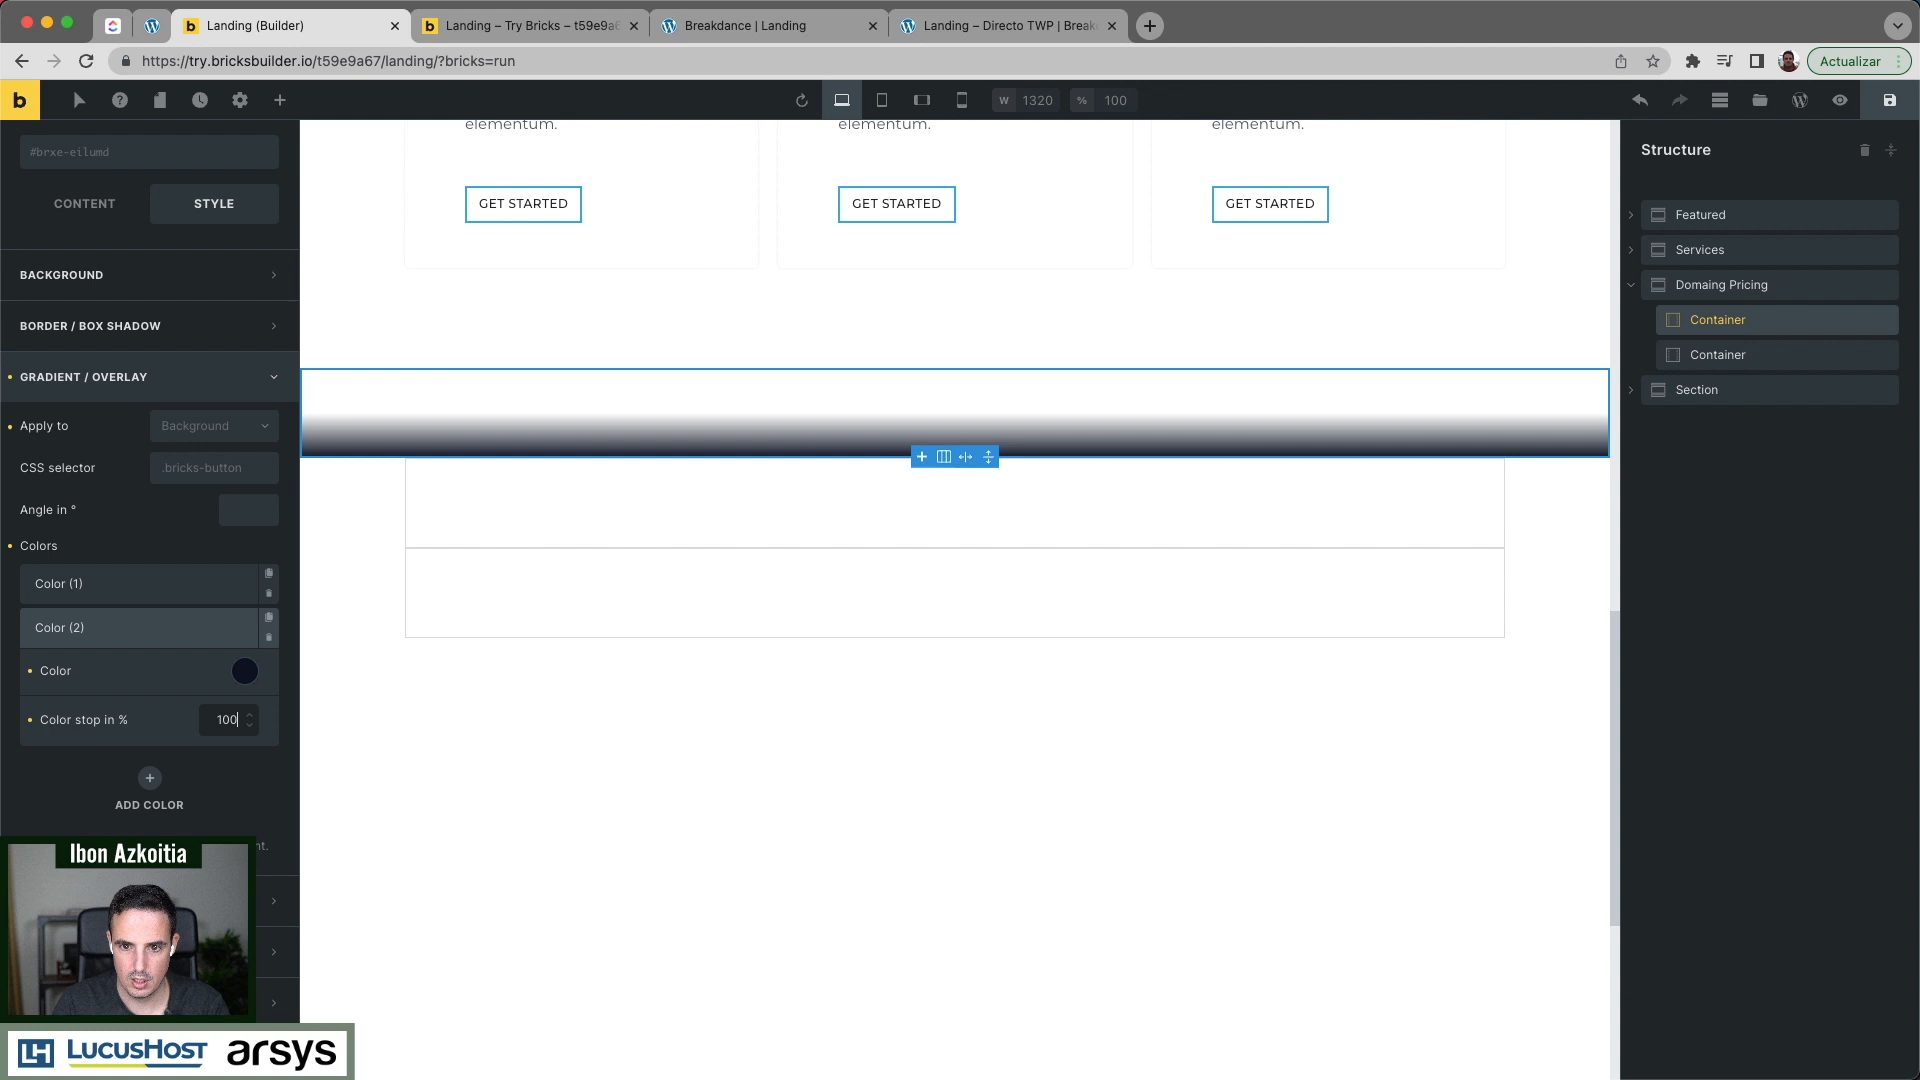 Landing (Builder)
Landing – Try Bricks – t59e9a6
Breakdance | Landing
Landing – Directo TWP | Break
https://try.bricksbuilder.io/t59e9a67/landing/?bricks=run
Actualizar
b
W 1320
% 100
#brxe-eilumd
CONTENT
STYLE
BACKGROUND
BORDER / BOX SHADOW
GRADIENT / OVERLAY
Apply to
Background
CSS selector
.bricks-button
Angle in °
Colors
Color (1)
Color (2)
Color
Color stop in %
100
ADD COLOR
nt.
Ibon Azkoitia
LH LUCUSHOST arsys
elementum.
elementum.
elementum.
GET STARTED
GET STARTED
GET STARTED
Structure
Featured
Services
Domaing Pricing
Container
Container
Section